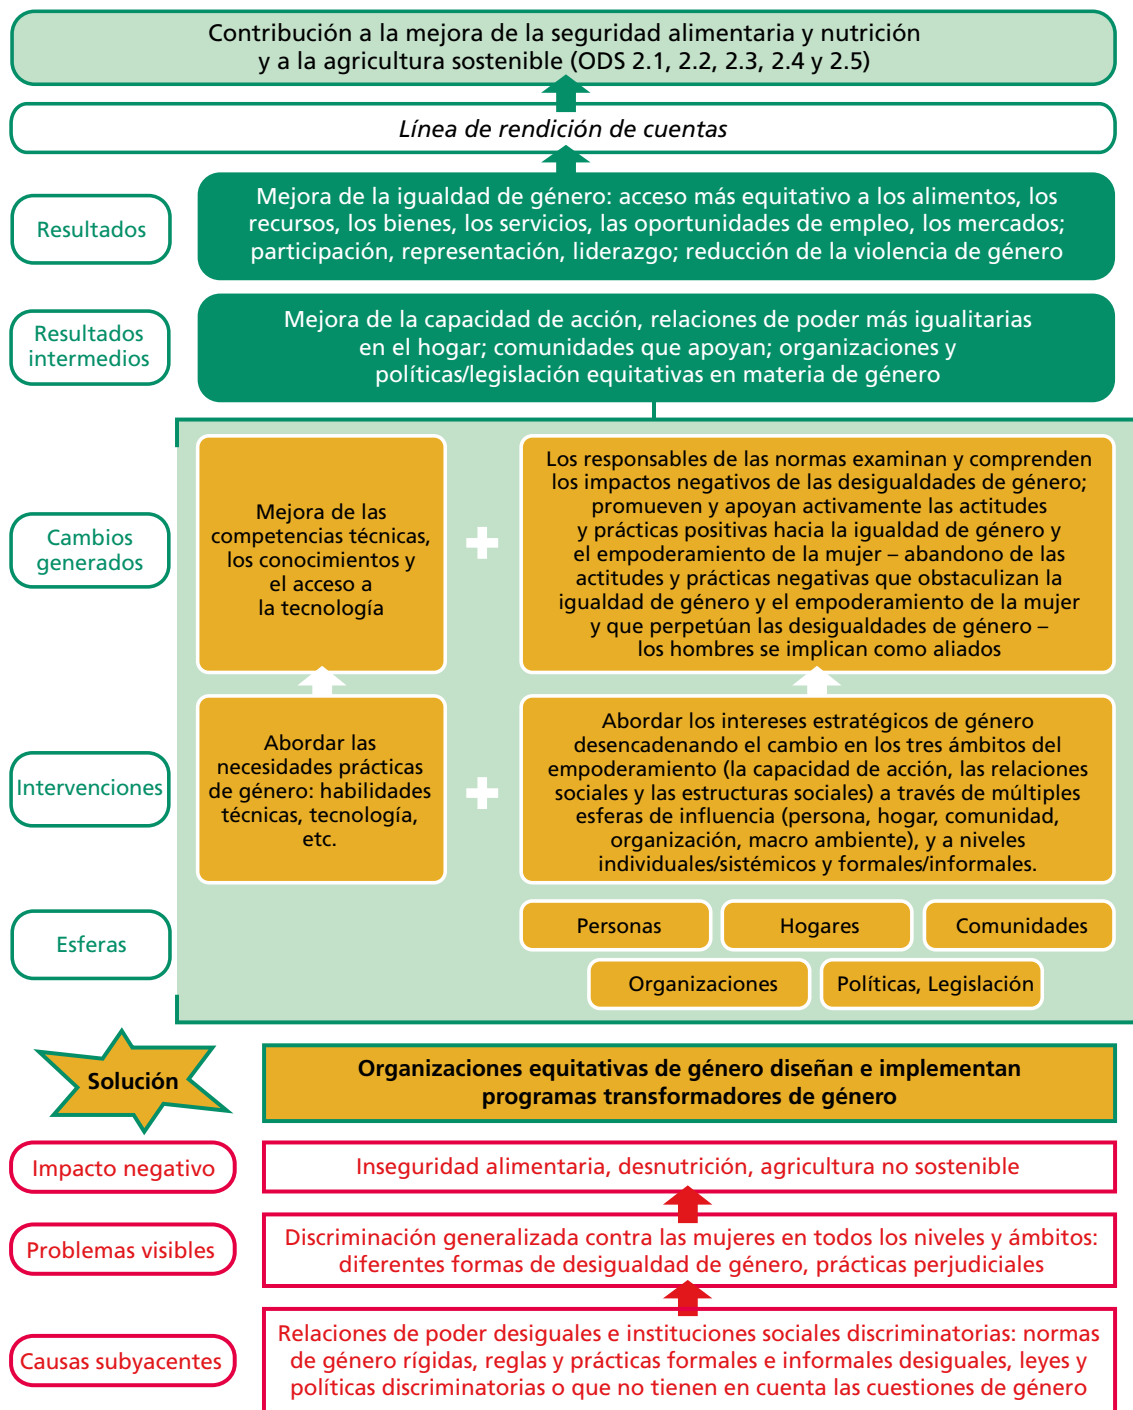 Contribución a la mejora de la seguridad alimentaria y nutrición
y a la agricultura sostenible (ODS 2.1, 2.2, 2.3, 2.4 y 2.5)
Línea de rendición de cuentas
Resultados
Mejora de la igualdad de género: acceso más equitativo a los alimentos, los
recursos, los bienes, los servicios, las oportunidades de empleo, los mercados;
participación, representación, liderazgo; reducción de la violencia de género
Resultados
intermedios
Mejora de la capacidad de acción, relaciones de poder más igualitarias
en el hogar; comunidades que apoyan; organizaciones y
políticas/legislación equitativas en materia de género
Cambios
generados
Mejora de las
competencias técnicas,
los conocimientos y
el acceso a
la tecnología
Los responsables de las normas examinan y comprenden
los impactos negativos de las desigualdades de género;
promueven y apoyan activamente las actitudes
y prácticas positivas hacia la igualdad de género y
el empoderamiento de la mujer – abandono de las
actitudes y prácticas negativas que obstaculizan la
igualdad de género y el empoderamiento de la mujer
y que perpetúan las desigualdades de género –
los hombres se implican como aliados
Intervenciones
Abordar las
necesidades prácticas
de género: habilidades
técnicas, tecnología,
etc.
Abordar los intereses estratégicos de género
desencadenando el cambio en los tres ámbitos del
empoderamiento (la capacidad de acción, las relaciones
sociales y las estructuras sociales) a través de múltiples
esferas de influencia (persona, hogar, comunidad,
organización, macro ambiente), y a niveles
individuales/sistémicos y formales/informales.
Esferas
Personas
Hogares
Comunidades
Organizaciones
Políticas, Legislación
Solución
Organizaciones equitativas de género diseñan e implementan
programas transformadores de género
Impacto negativo
Inseguridad alimentaria, desnutrición, agricultura no sostenible
Problemas visibles
Discriminación generalizada contra las mujeres en todos los niveles y ámbitos:
diferentes formas de desigualdad de género, prácticas perjudiciales
Causas subyacentes
Relaciones de poder desiguales e instituciones sociales discriminatorias: normas
de género rígidas, reglas y prácticas formales e informales desiguales, leyes y
políticas discriminatorias o que no tienen en cuenta las cuestiones de género